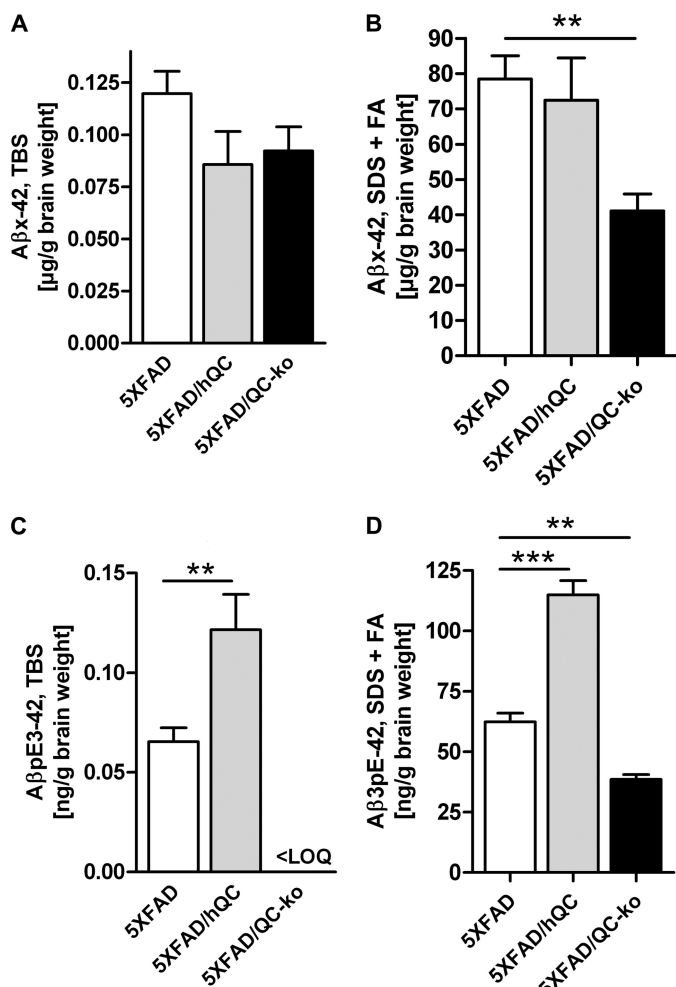 A
Aβx-42, TBS
[µg/g brain weight]
0.125
0.100
0.075
0.050
0.025
0.000
5XFAD
5XFAD/hQC
5XFAD/QC-ko
B
**
Aβx-42, SDS + FA
[µg/g brain weight]
90
80
70
60
50
40
30
20
10
0
5XFAD
5XFAD/hQC
5XFAD/QC-ko
C
**
AβpE3-42, TBS
[ng/g brain weight]
0.15
0.10
0.05
0.00
<LOQ
5XFAD
5XFAD/hQC
5XFAD/QC-ko
D
**
***
Aβ3pE-42, SDS + FA
[ng/g brain weight]
125
100
75
50
25
0
5XFAD
5XFAD/hQC
5XFAD/QC-ko